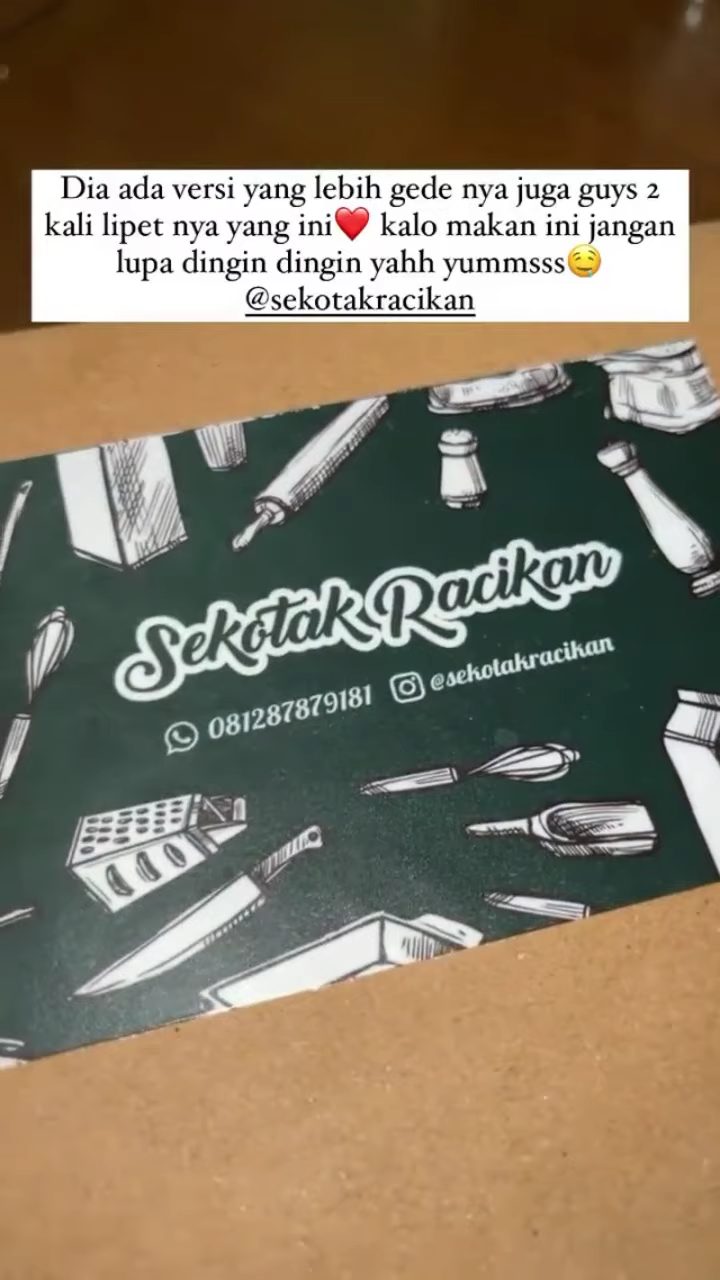 Dia ada versi yang lebih gede nya juga guys 2
kali lipet nya yang ini❤️ kalo makan ini jangan
lupa dingin dingin yahh yummsss🤤
@sekotakracikan
Sekotak Racikan
081287879181 @sekotakracikan